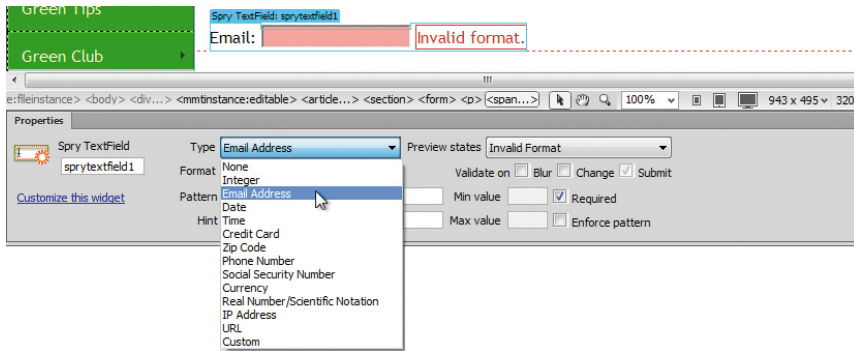 Green Tips
Spry TextField: sprytextfield1
Email:
Invalid format.
Green Club
e:fileinstance> <body> <div...> <mmtinstance:editable> <article...> <section> <form> <p> <span...>
100%
943 x 495
320
Properties
Spry TextField
sprytextfield1
Customize this widget
Type Email Address
Preview states Invalid Format
Format
Validate on Blur Change Submit
Pattern
Min value
Required
Hint
Max value
Enforce pattern
None
Integer
Email Address
Date
Time
Credit Card
Zip Code
Phone Number
Social Security Number
Currency
Real Number/Scientific Notation
IP Address
URL
Custom